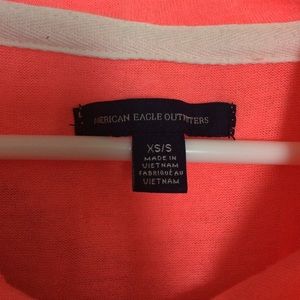 MERICAN EAGLE OUTFITTERS
XS/S
MADE IN
VIETNAM
FABRIQUÉ AU
VIETNAM